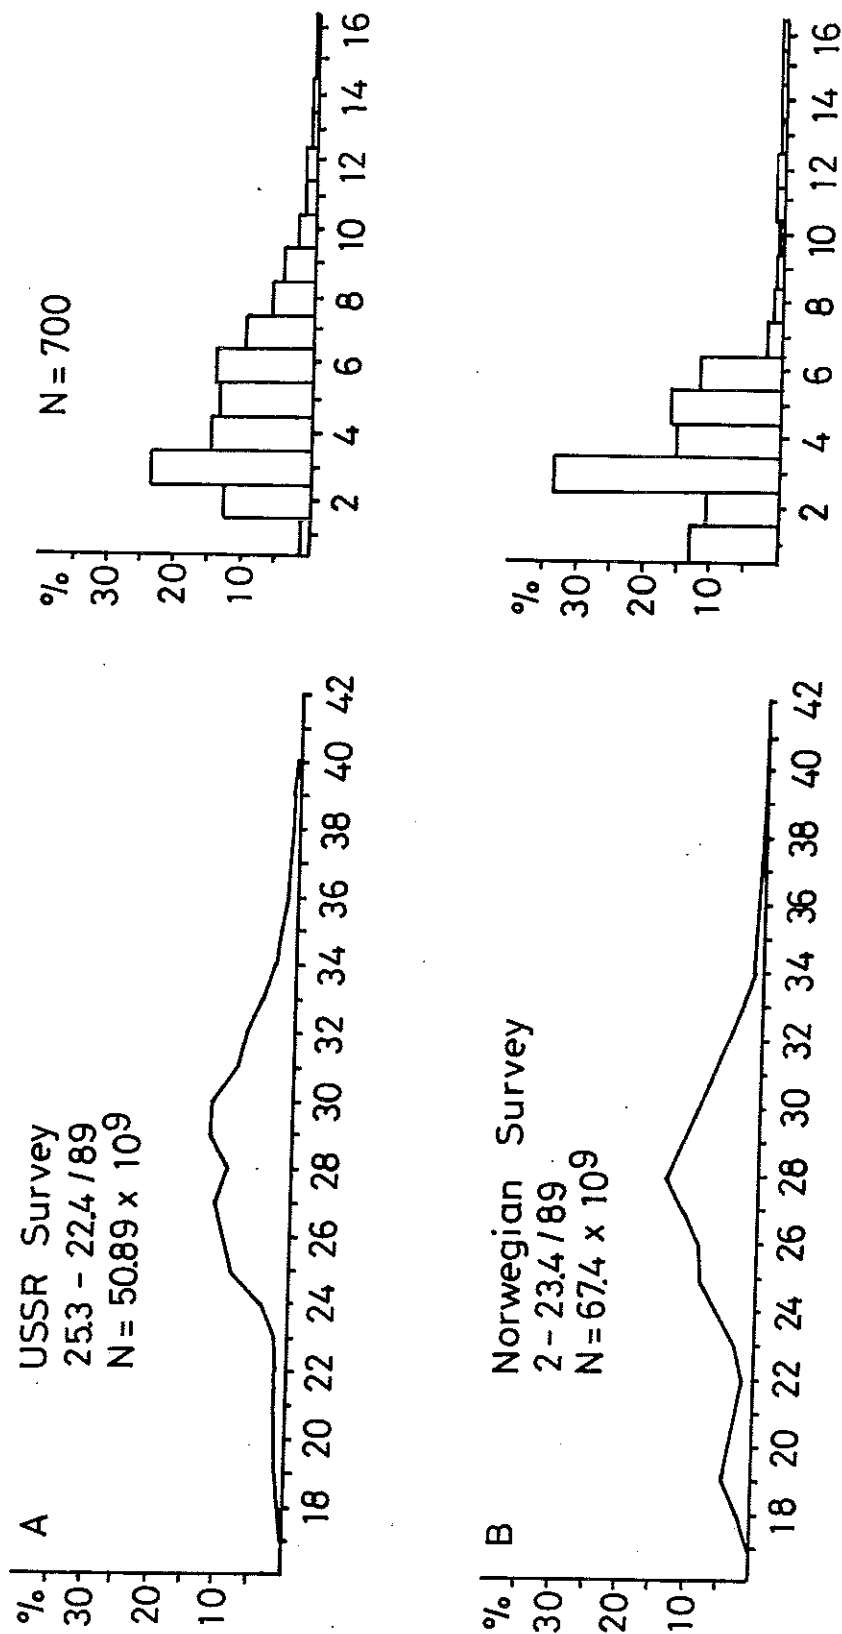 A
USSR Survey
25.3 - 22.4 / 89
N = 50.89 x 10⁹
%
30
20
10
18 20 22 24 26 28 30 32 34 36 38 40 42
N = 700
%
30
20
10
2 4 6 8 10 12 14 16
B
Norwegian Survey
2 - 23.4 / 89
N = 67.4 x 10⁹
%
30
20
10
18 20 22 24 26 28 30 32 34 36 38 40 42
%
30
20
10
2 4 6 8 10 12 14 16